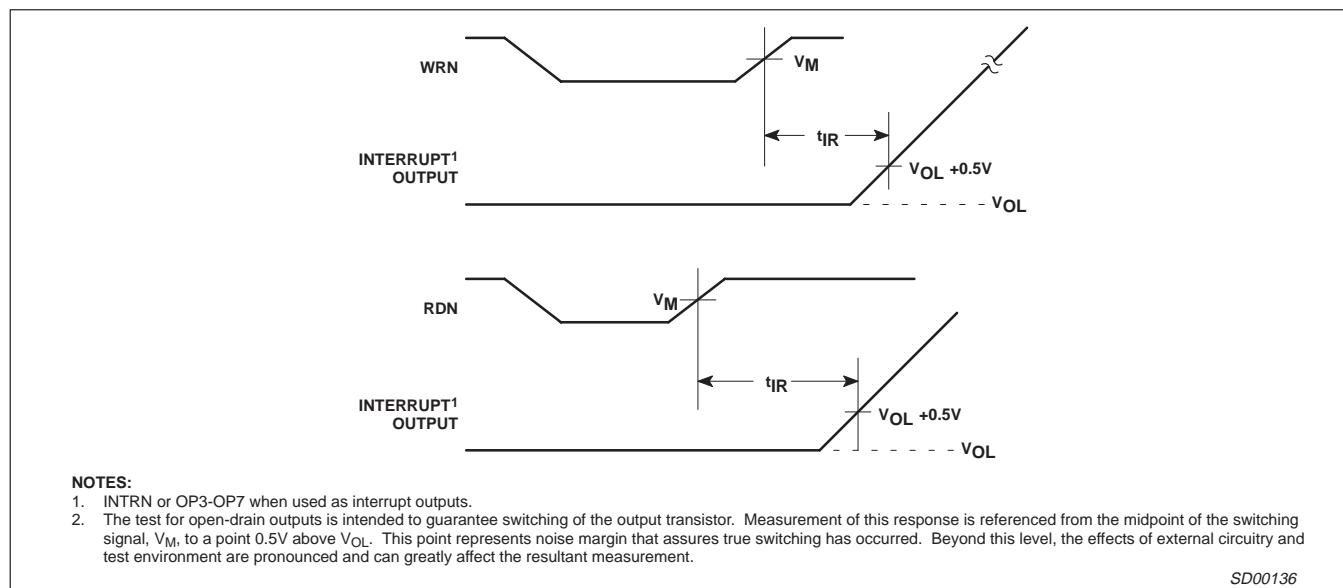 WRN
VM
tIR
INTERRUPT1
OUTPUT
VOL +0.5V
VOL
RDN
VM
tIR
INTERRUPT1
OUTPUT
VOL +0.5V
VOL
NOTES:
1. INTRN or OP3-OP7 when used as interrupt outputs.
2. The test for open-drain outputs is intended to guarantee switching of the output transistor. Measurement of this response is referenced from the midpoint of the switching
signal, VM, to a point 0.5V above VOL. This point represents noise margin that assures true switching has occurred. Beyond this level, the effects of external circuitry and
test environment are pronounced and can greatly affect the resultant measurement.
SD00136